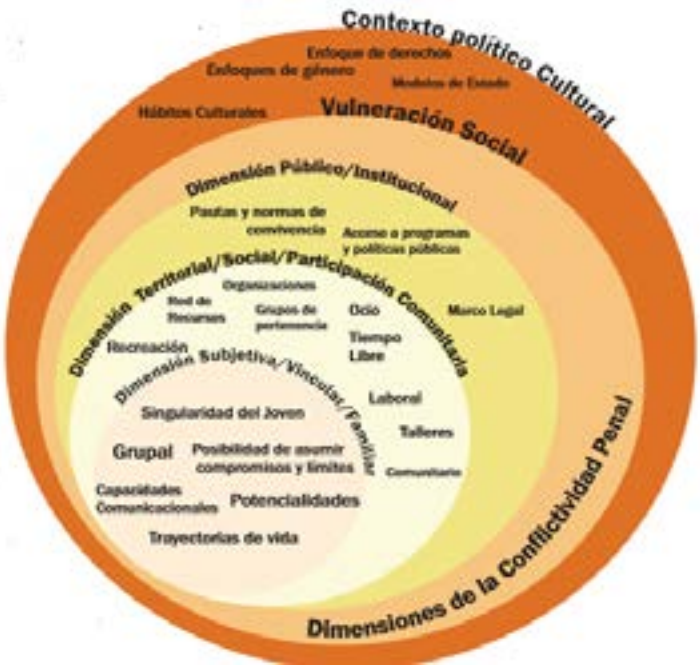 Contexto político Cultural
Enfoque de derechos
Enfoques de género
Modelos de Estado
Hábitos Culturales
Vulneración Social
Dimensión Público/Institucional
Pautas y normas de
convivencia
Acceso a programas
y políticas públicas
Dimensión Territorial/Social/Participación Comunitaria
Organizaciones
Red de
Recursos
Grupos de
pertenencia
Ocio
Marco Legal
Tiempo
Libre
Recreación
Dimensión Subjetiva/Vincular/Familiar
Laboral
Singularidad del Joven
Talleres
Grupal
Posibilidad de asumir
compromisos y límites
Comunitario
Capacidades
Comunicacionales
Potencialidades
Trayectorias de vida
Dimensiones de la Conflictividad Penal